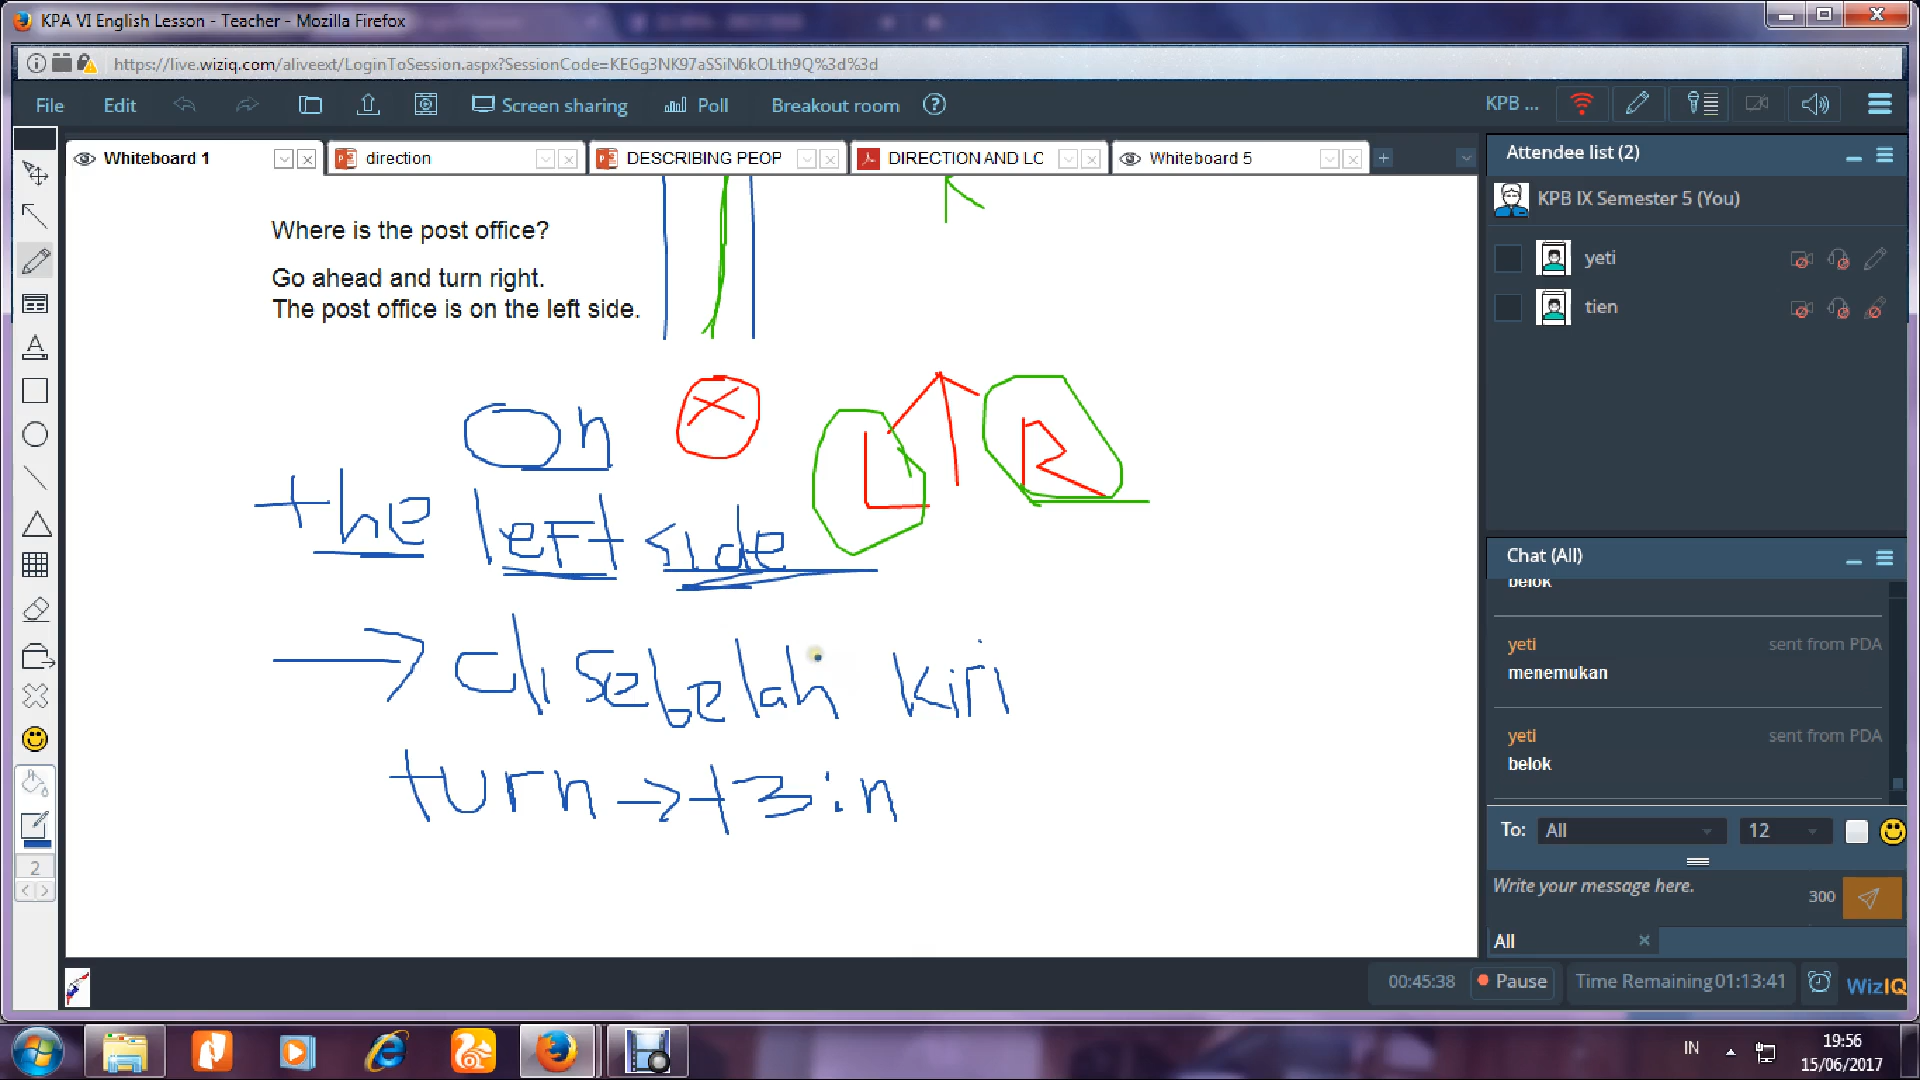 KPA VI English Lesson - Teacher - Mozilla Firefox
https://live.wiziq.com/aliveext/LoginToSession.aspx?SessionCode=KEGg3NK97aSSiN6kOLth9Q%3d%3d
File Edit Screen sharing Poll Breakout room KPB ...
Whiteboard 1 direction DESCRIBING PEOP DIRECTION AND LC Whiteboard 5
Where is the post office?
Go ahead and turn right.
The post office is on the left side.
On
the left side
L R
→ di sebelah kiri
turn → t3:n
2
Attendee list (2)
KPB IX Semester 5 (You)
yeti
tien
Chat (All)
belok
yeti sent from PDA
menemukan
yeti sent from PDA
belok
To: All 12
Write your message here. 300
All
00:45:38 Pause Time Remaining 01:13:41 WizIQ
IN 19:56
15/06/2017